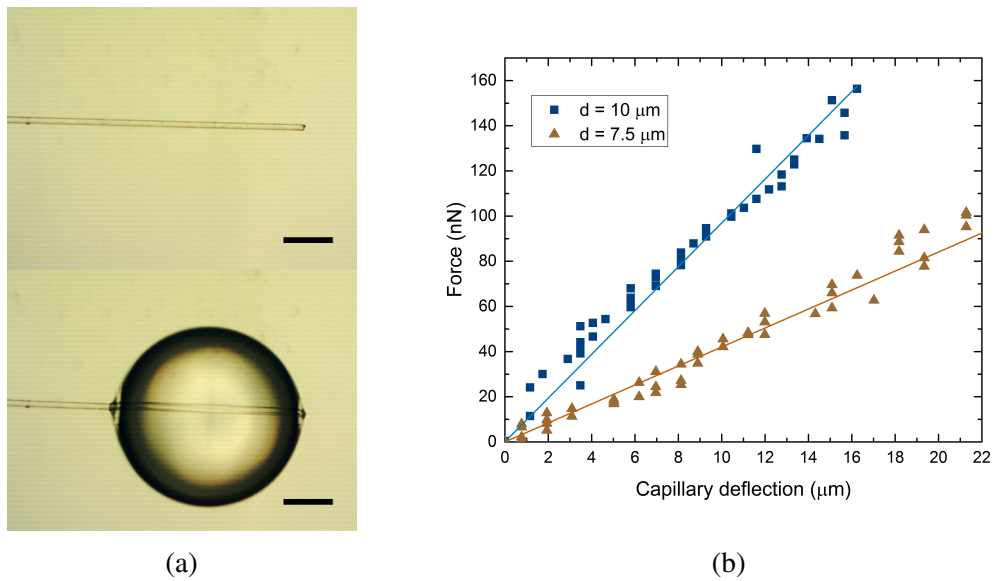 160
140
120
100
80
60
40
20
0
Force (nN)
d = 10 μm
d = 7.5 μm
0 2 4 6 8 10 12 14 16 18 20 22
Capillary deflection (μm)
(a) (b)